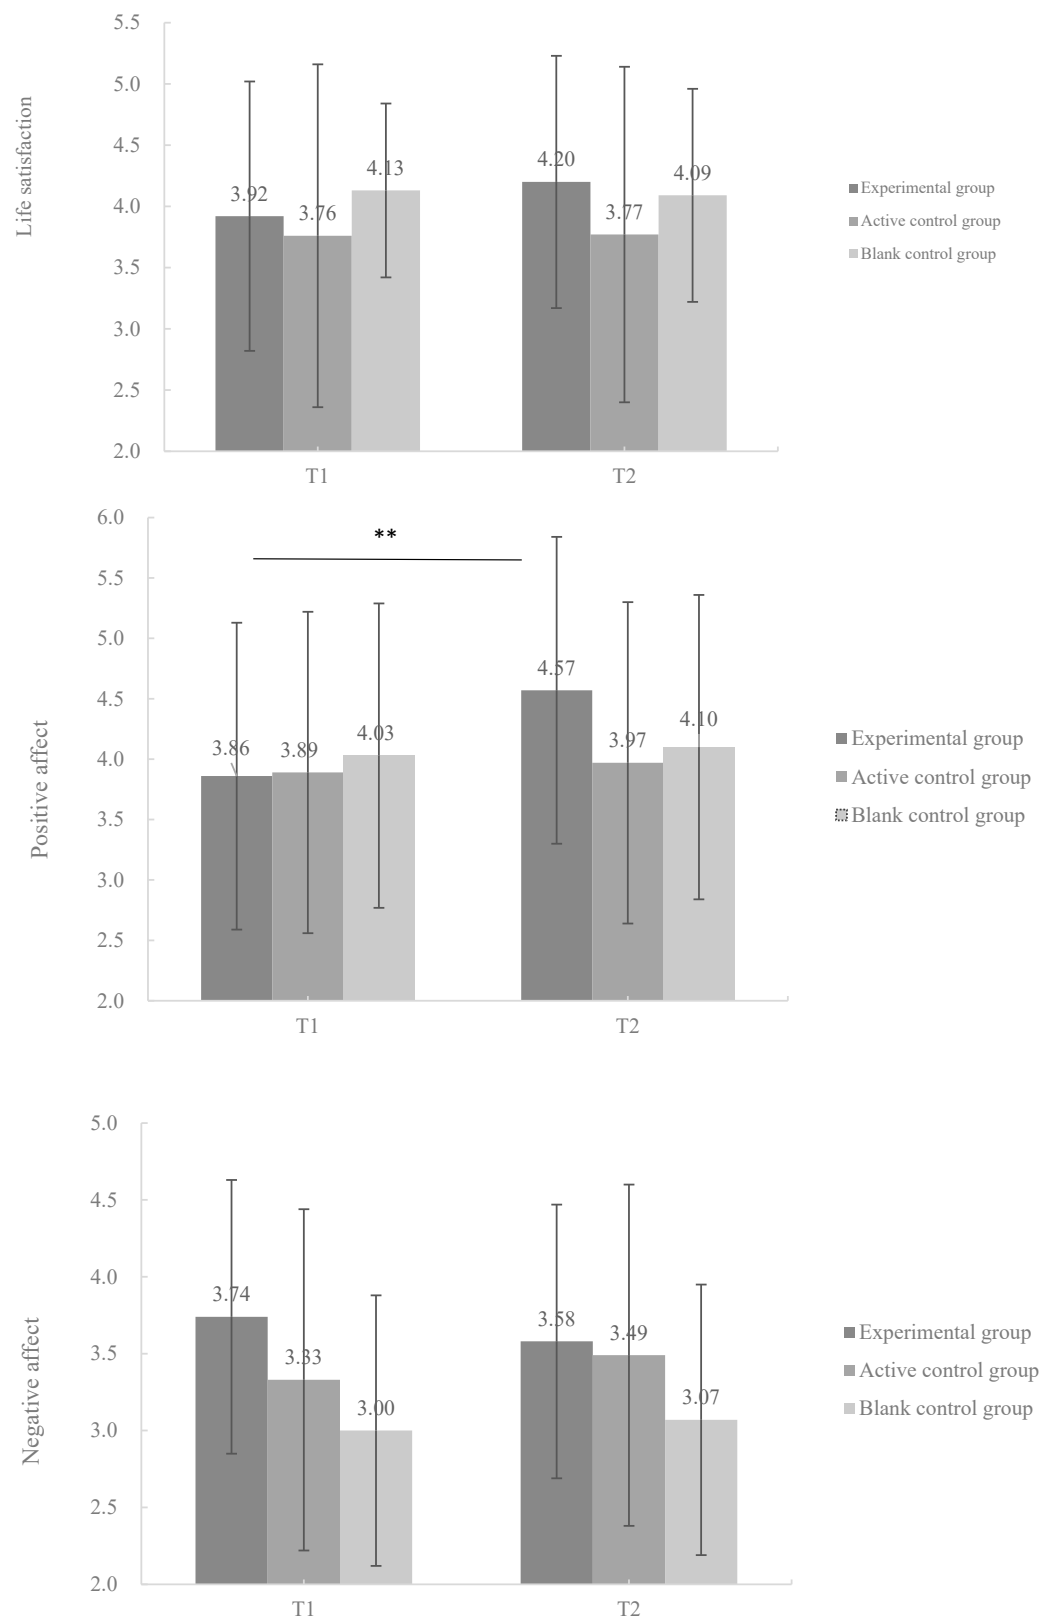 5.5
5.0
4.5
4.0
3.5
3.0
2.5
2.0
Life satisfaction
3.92
3.76
4.13
4.20
3.77
4.09
T1
T2
Experimental group
Active control group
Blank control group
6.0
5.5
5.0
4.5
4.0
3.5
3.0
2.5
2.0
Positive affect
**
3.86
3.89
4.03
4.57
3.97
4.10
T1
T2
Experimental group
Active control group
Blank control group
5.0
4.5
4.0
3.5
3.0
2.5
2.0
Negative affect
3.74
3.33
3.00
3.58
3.49
3.07
T1
T2
Experimental group
Active control group
Blank control group